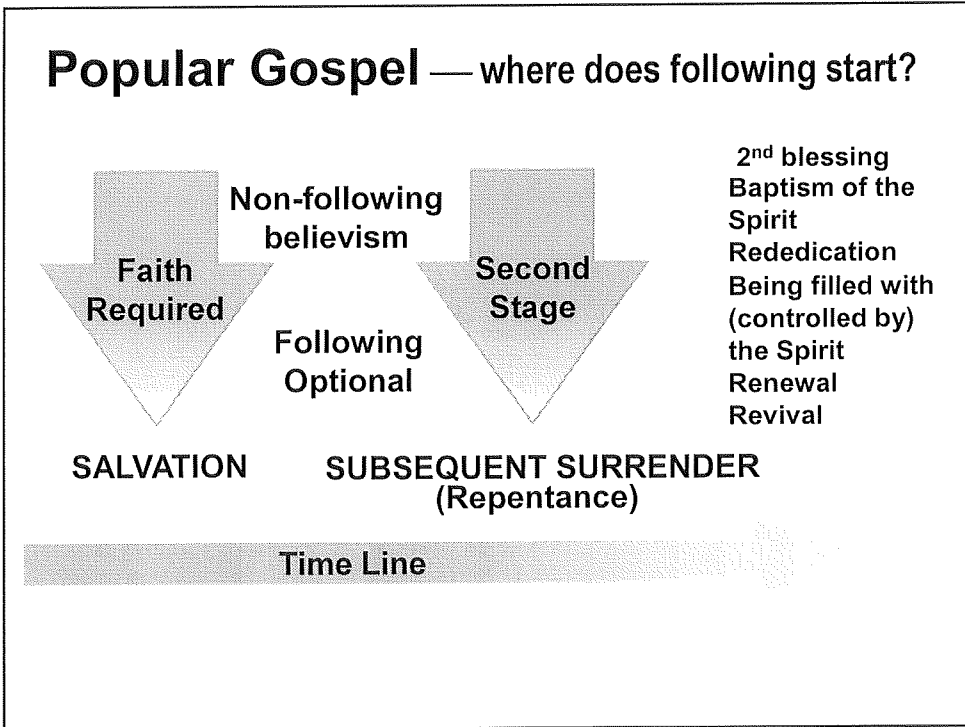 Popular Gospel — where does following start?
Faith
Required
Non-following
believism
Following
Optional
Second
Stage
2nd blessing
Baptism of the
Spirit
Rededication
Being filled with
(controlled by)
the Spirit
Renewal
Revival
SALVATION
SUBSEQUENT SURRENDER
(Repentance)
Time Line